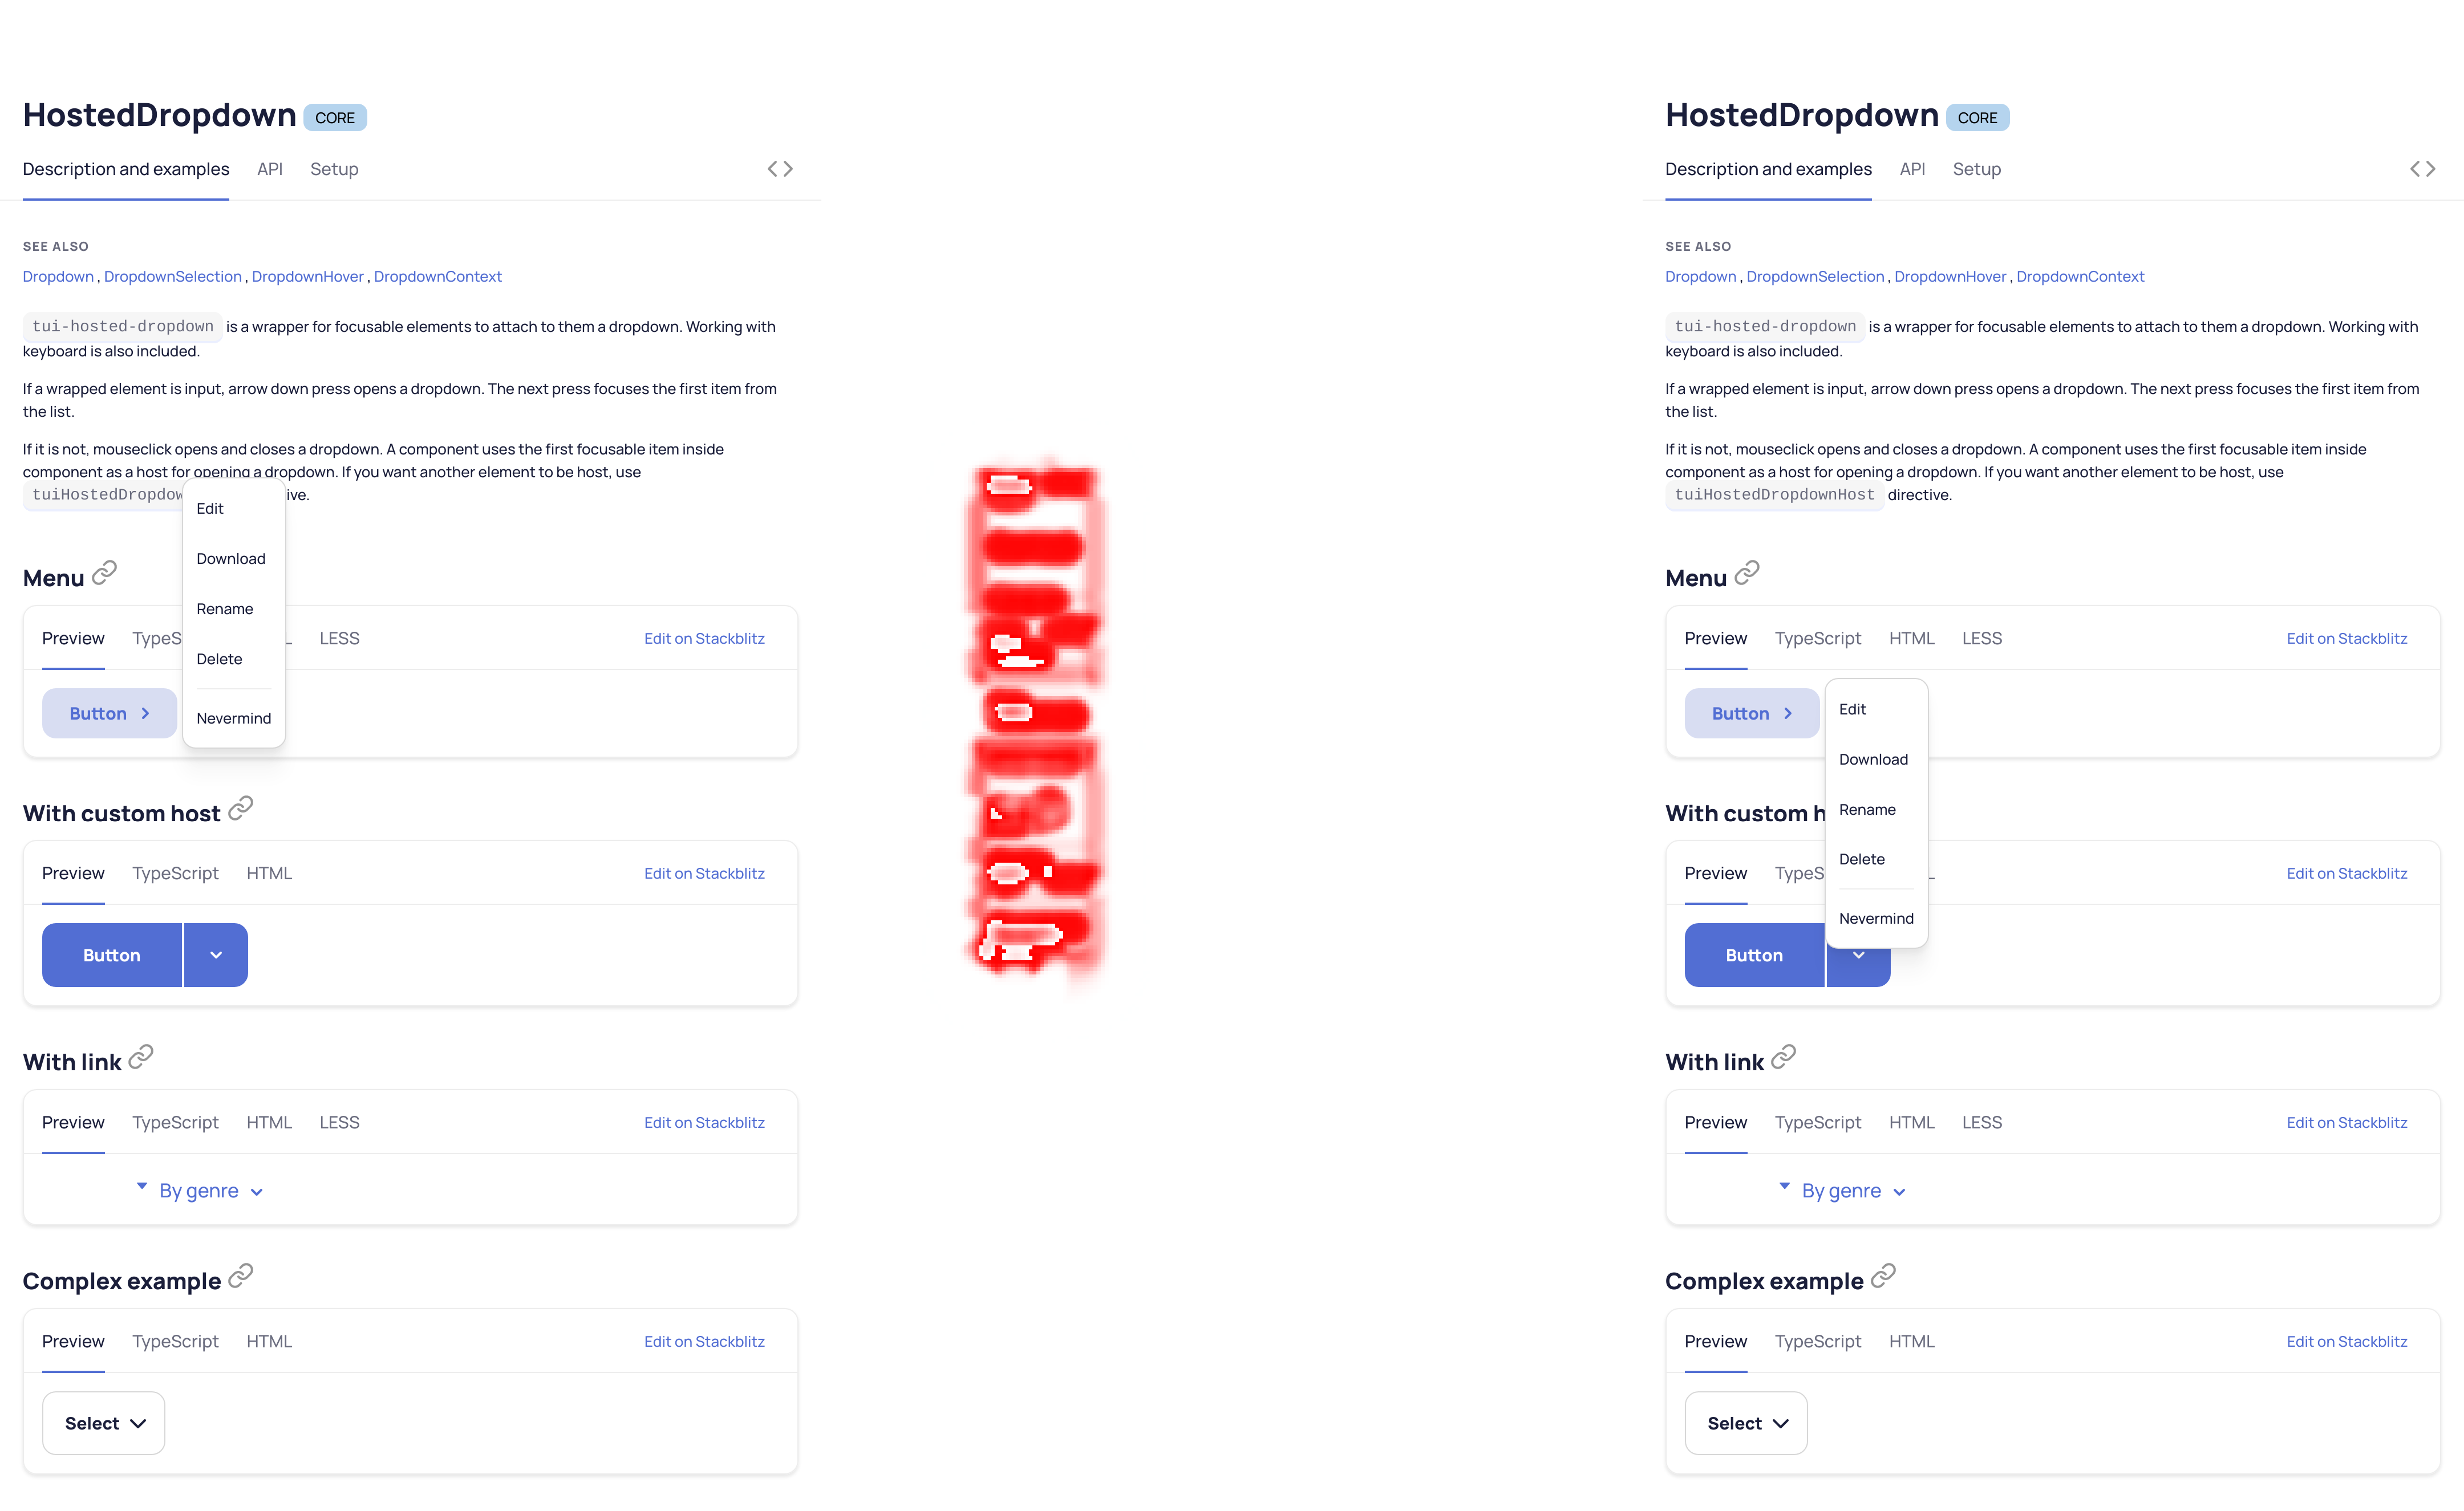 HostedDropdown CORE
Description and examples API Setup
SEE ALSO
Dropdown , DropdownSelection , DropdownHover , DropdownContext
tui-hosted-dropdown is a wrapper for focusable elements to attach to them a dropdown. Working with
keyboard is also included.
If a wrapped element is input, arrow down press opens a dropdown. The next press focuses the first item from
the list.
If it is not, mouseclick opens and closes a dropdown. A component uses the first focusable item inside
component as a host for opening a dropdown. If you want another element to be host, use
tuiHostedDropdow ive.
Edit
Download
Rename
Delete
Nevermind
Menu
Preview TypeS LESS Edit on Stackblitz
Button
With custom host
Preview TypeScript HTML Edit on Stackblitz
Button
With link
Preview TypeScript HTML LESS Edit on Stackblitz
By genre
Complex example
Preview TypeScript HTML Edit on Stackblitz
Select
HostedDropdown CORE
Description and examples API Setup
SEE ALSO
Dropdown , DropdownSelection , DropdownHover , DropdownContext
tui-hosted-dropdown is a wrapper for focusable elements to attach to them a dropdown. Working with
keyboard is also included.
If a wrapped element is input, arrow down press opens a dropdown. The next press focuses the first item from
the list.
If it is not, mouseclick opens and closes a dropdown. A component uses the first focusable item inside
component as a host for opening a dropdown. If you want another element to be host, use
tuiHostedDropdownHost directive.
Menu
Preview TypeScript HTML LESS Edit on Stackblitz
Button
Edit
Download
Rename
Delete
Nevermind
With custom h
Preview TypeS Edit on Stackblitz
Button
With link
Preview TypeScript HTML LESS Edit on Stackblitz
By genre
Complex example
Preview TypeScript HTML Edit on Stackblitz
Select